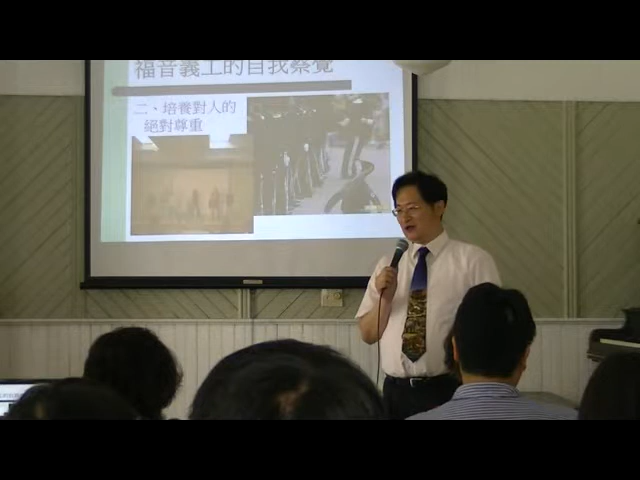 福音義工的自我察覺
二、培養對人的
絕對尊重